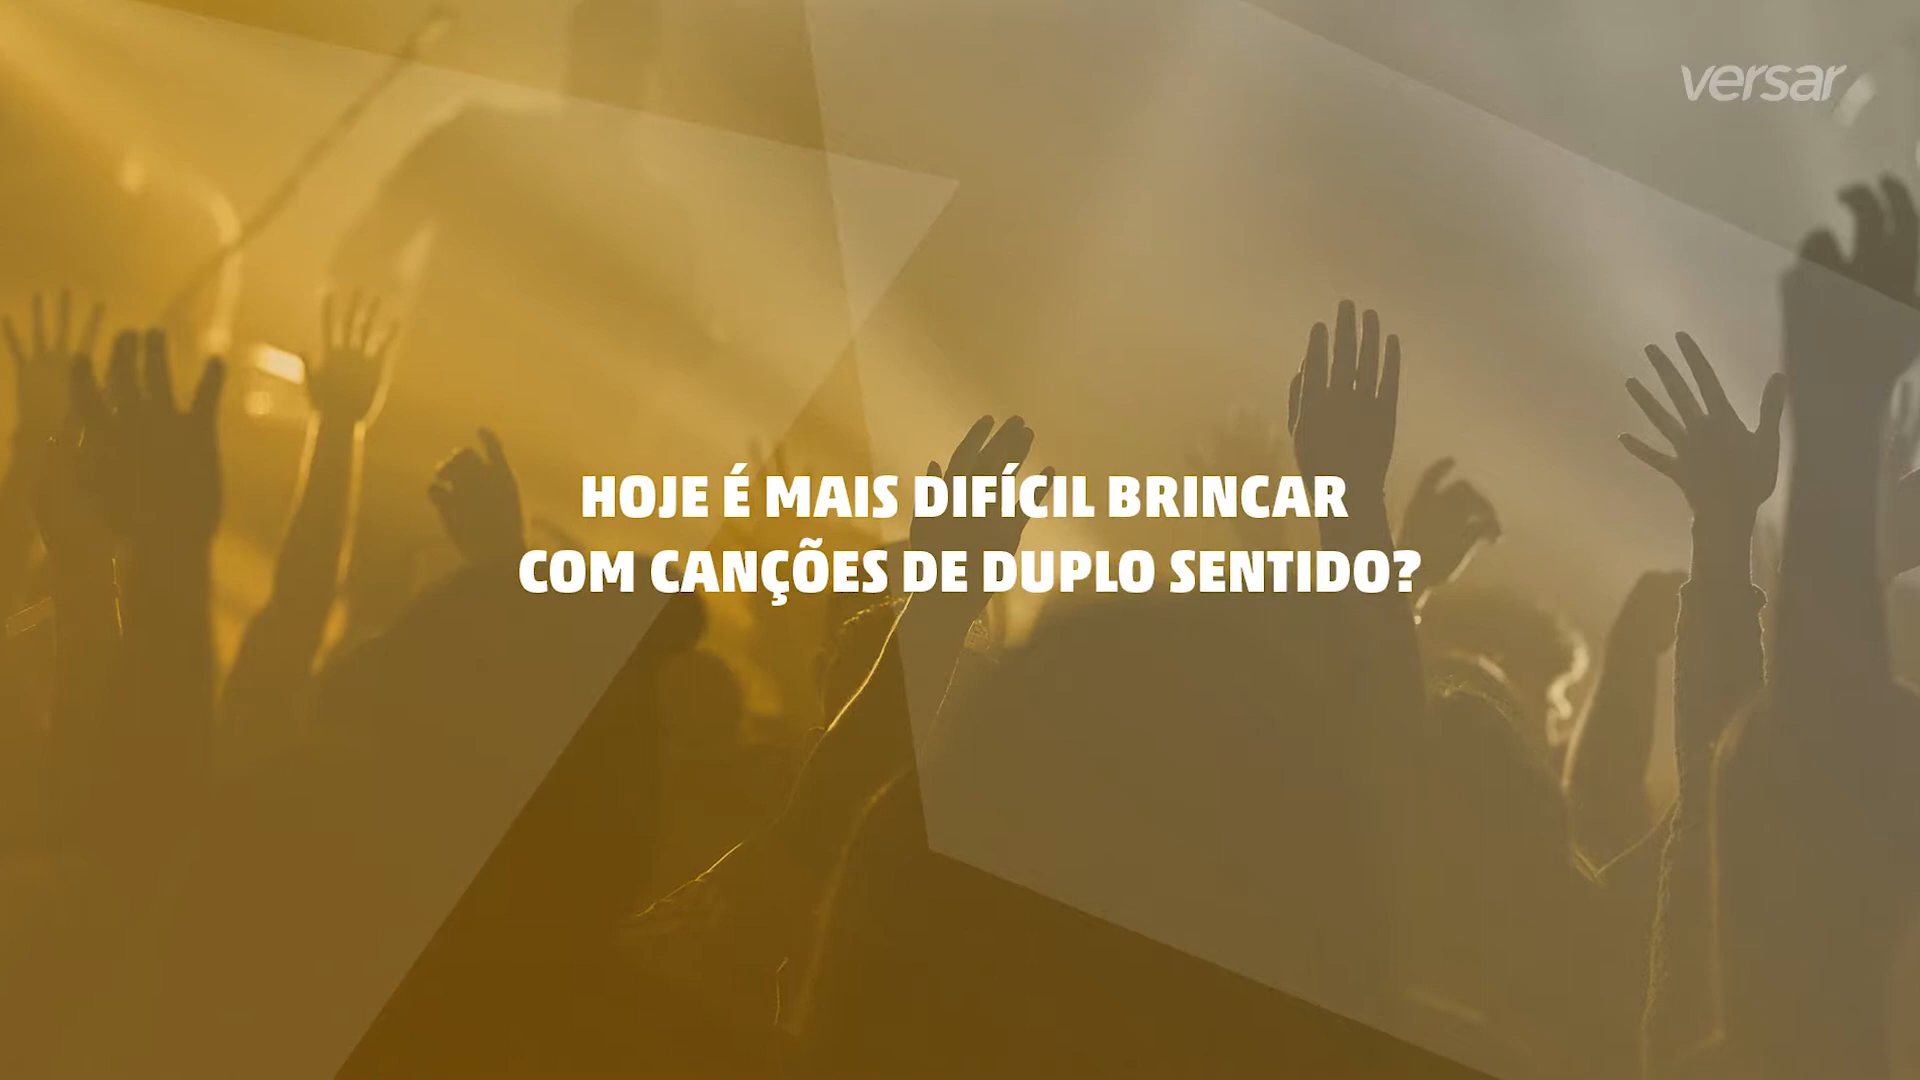 versar
HOJE É MAIS DIFÍCIL BRINCAR
COM CANÇÕES DE DUPLO SENTIDO?